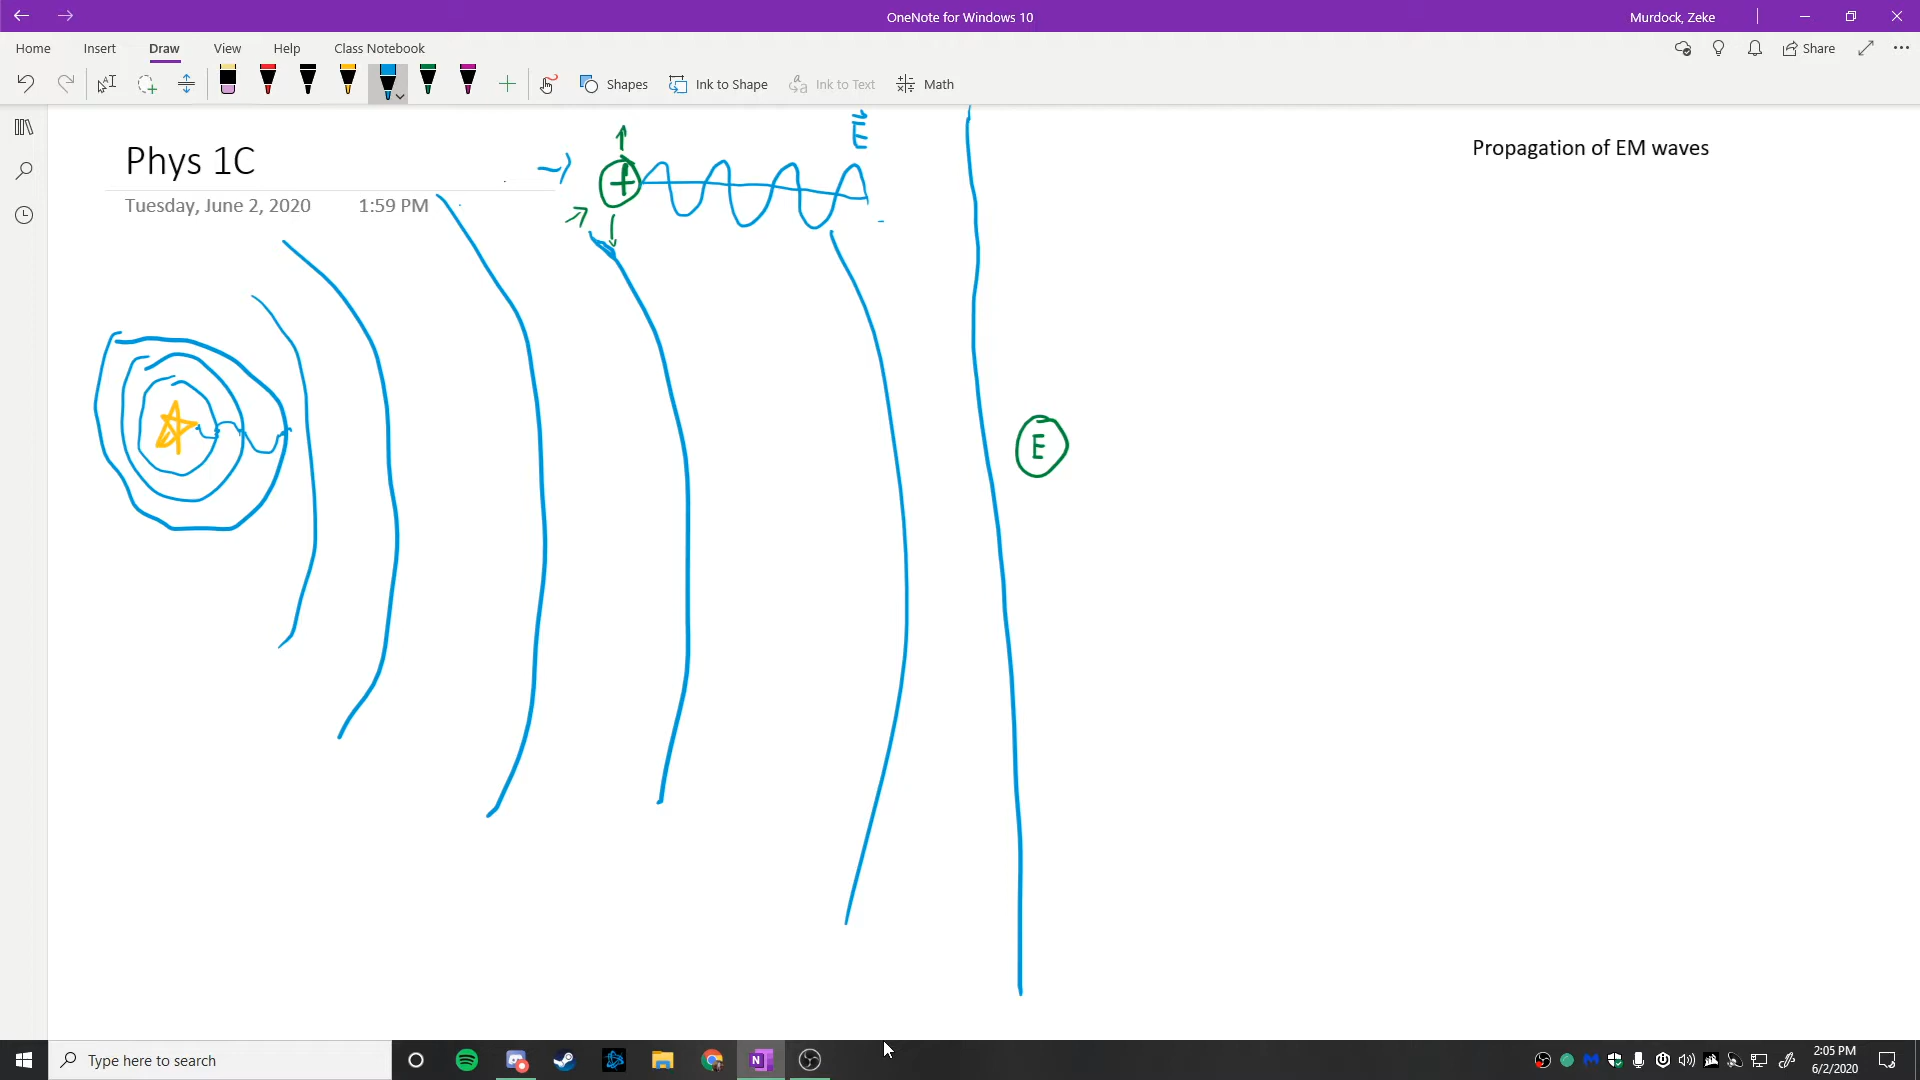 OneNote for Windows 10
Murdock, Zeke
Home Insert Draw View Help Class Notebook
Share
Shapes Ink to Shape Ink to Text Math
Phys 1C
Tuesday, June 2, 2020 1:59 PM
+
E
Propagation of EM waves
E
Type here to search
2:05 PM
6/2/2020